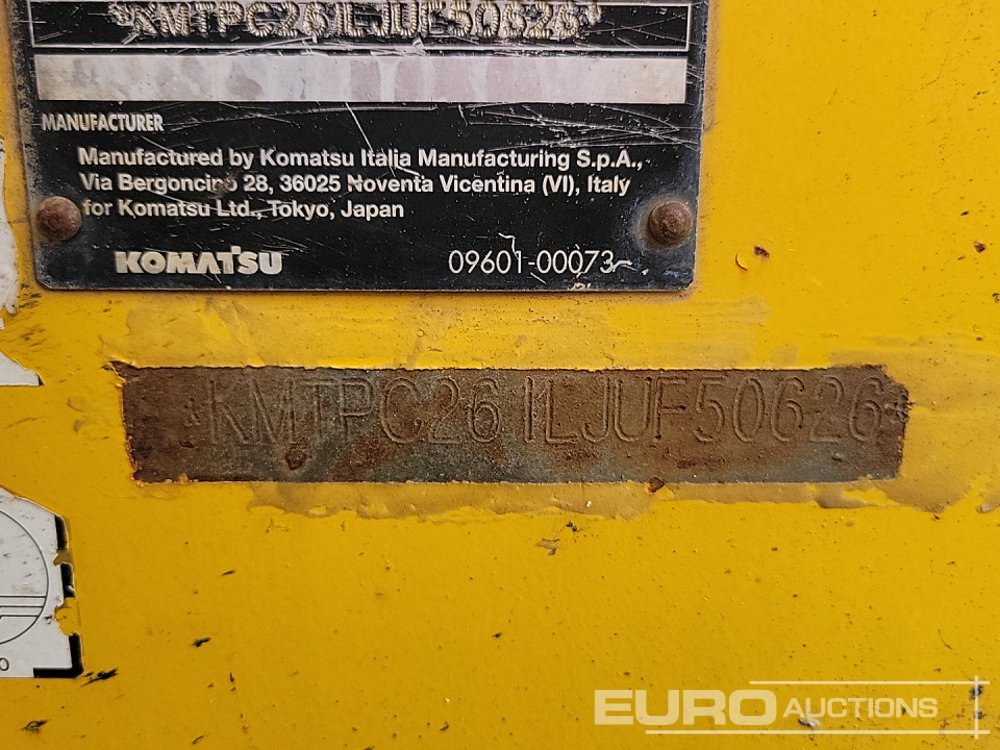 *KMTPC261LJUF50626*
MANUFACTURER
Manufactured by Komatsu Italia Manufacturing S.p.A.,
Via Bergoncino 28, 36025 Noventa Vicentina (VI), Italy
for Komatsu Ltd., Tokyo, Japan
KOMATSU 09601-00073
*KMTPC261LJUF50626*
EURO AUCTIONS